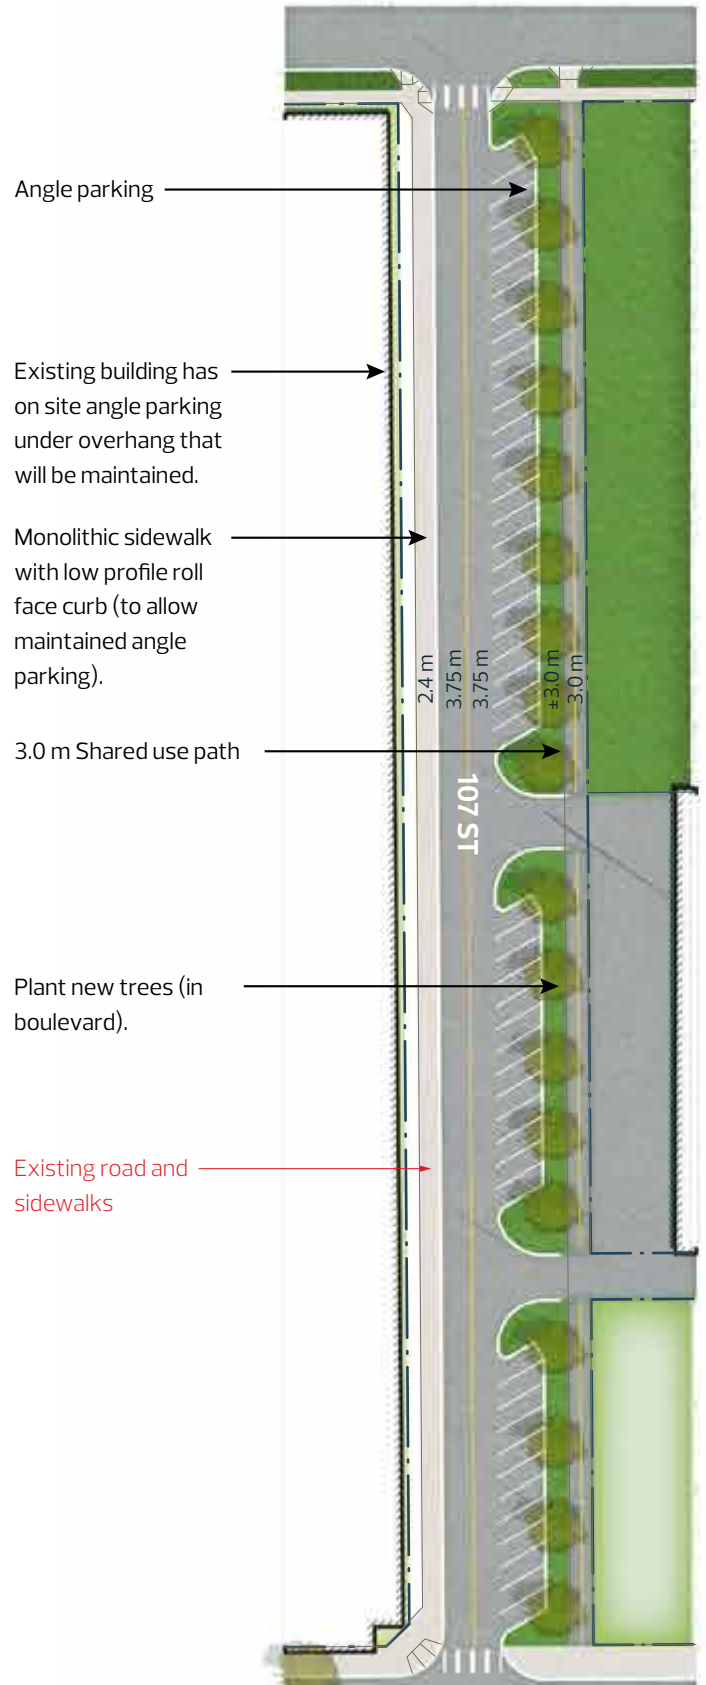 Angle parking
Existing building has
on site angle parking
under overhang that
will be maintained.
Monolithic sidewalk
with low profile roll
face curb (to allow
maintained angle
parking).
2.4 m
3.75 m
3.75 m
±3.0 m
3.0 m
3.0 m Shared use path
107 ST
Plant new trees (in
boulevard).
Existing road and
sidewalks